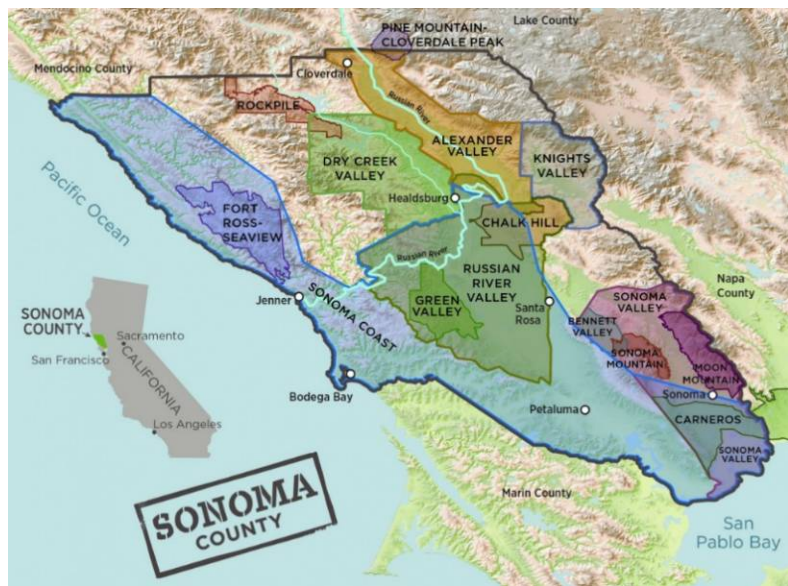 PINE MOUNTAIN-
CLOVERDALE PEAK
Lake County
Mendocino County
Cloverdale
ROCKPILE
Russian River
ALEXANDER
VALLEY
DRY CREEK
VALLEY
KNIGHTS
VALLEY
Pacific Ocean
Healdsburg
FORT
ROSS-
SEAVIEW
CHALK HILL
Russian River
RUSSIAN
RIVER
VALLEY
Napa
County
Jenner
SONOMA COAST
GREEN
VALLEY
Santa
Rosa
SONOMA
VALLEY
BENNETT
VALLEY
SONOMA
MOUNTAIN
MOON
MOUNTAIN
SONOMA
COUNTY
Sacramento
San Francisco
CALIFORNIA
Los Angeles
Bodega Bay
Sonoma
Petaluma
CARNEROS
SONOMA
VALLEY
SONOMA
COUNTY
Marin County
San
Pablo Bay